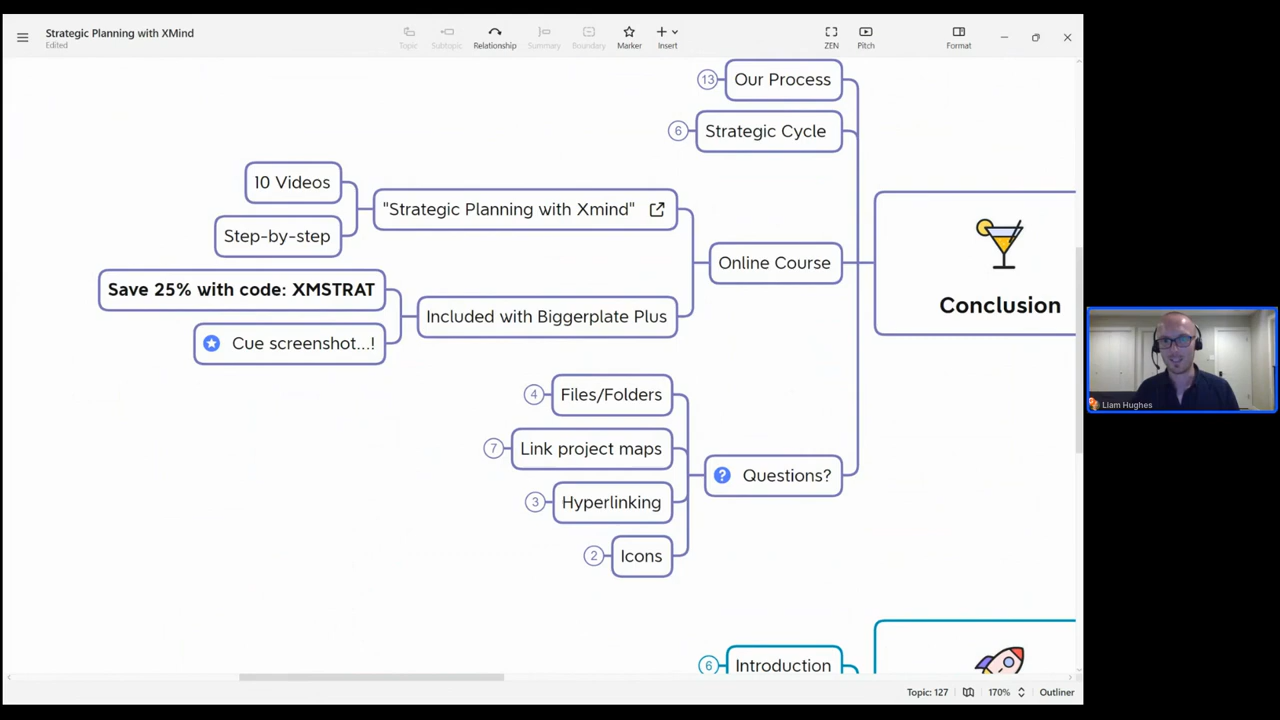 Strategic Planning with XMind
Edited
Topic
Subtopic
Relationship
Summary
Boundary
Marker
Insert
ZEN
Pitch
Format
13
Our Process
6
Strategic Cycle
10 Videos
"Strategic Planning with Xmind"
Step-by-step
Online Course
Save 25% with code: XMSTRAT
Included with Biggerplate Plus
Cue screenshot...!
Conclusion
4
Files/Folders
7
Link project maps
? Questions?
3
Hyperlinking
2
Icons
6
Introduction
Liam Hughes
Topic: 127
170%
Outliner